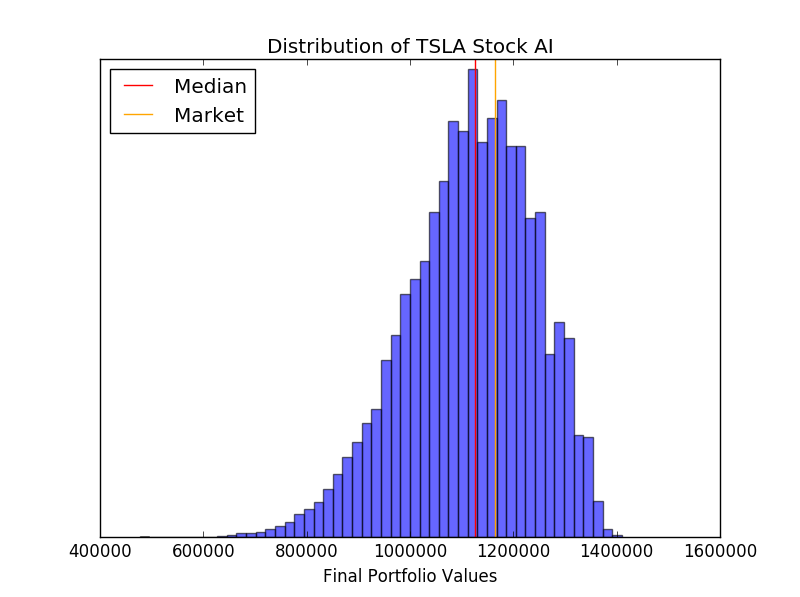 Distribution of TSLA Stock AI
Median
Market
400000 600000 800000 1000000 1200000 1400000 1600000
Final Portfolio Values